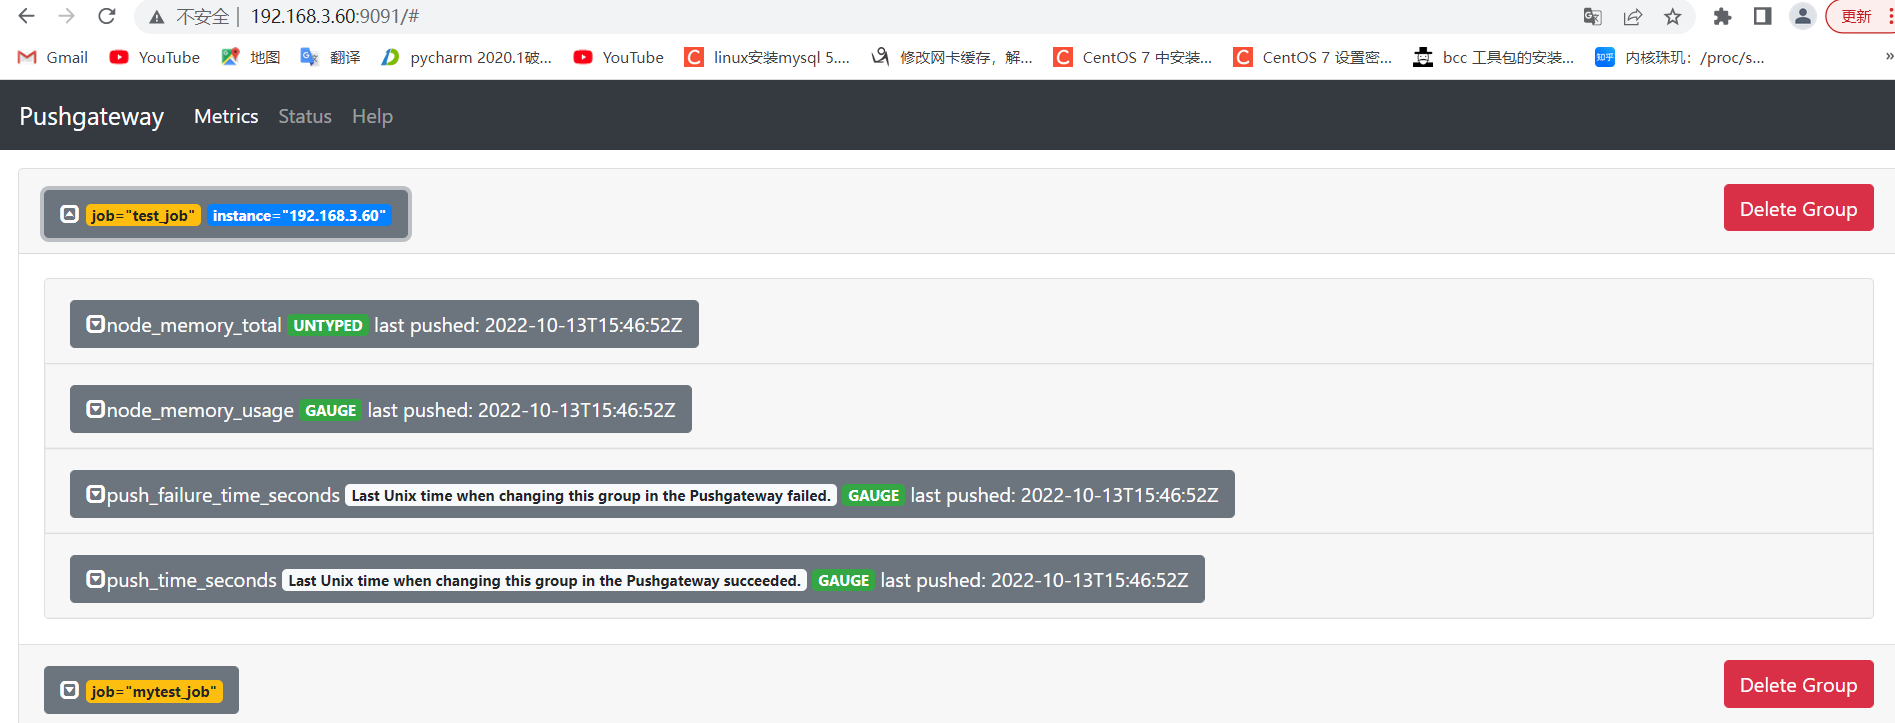 不安全 | 192.168.3.60:9091/# 更新
Gmail YouTube 地图 翻译 pycharm 2020.1破... YouTube linux安装mysql 5.... 修改网卡缓存，解... CentOS 7 中安装... CentOS 7 设置密... bcc 工具包的安装... 知乎 内核珠玑：/proc/s... »
Pushgateway Metrics Status Help
job="test_job" instance="192.168.3.60" Delete Group
node_memory_total UNTYPED last pushed: 2022-10-13T15:46:52Z
node_memory_usage GAUGE last pushed: 2022-10-13T15:46:52Z
push_failure_time_seconds Last Unix time when changing this group in the Pushgateway failed. GAUGE last pushed: 2022-10-13T15:46:52Z
push_time_seconds Last Unix time when changing this group in the Pushgateway succeeded. GAUGE last pushed: 2022-10-13T15:46:52Z
job="mytest_job" Delete Group